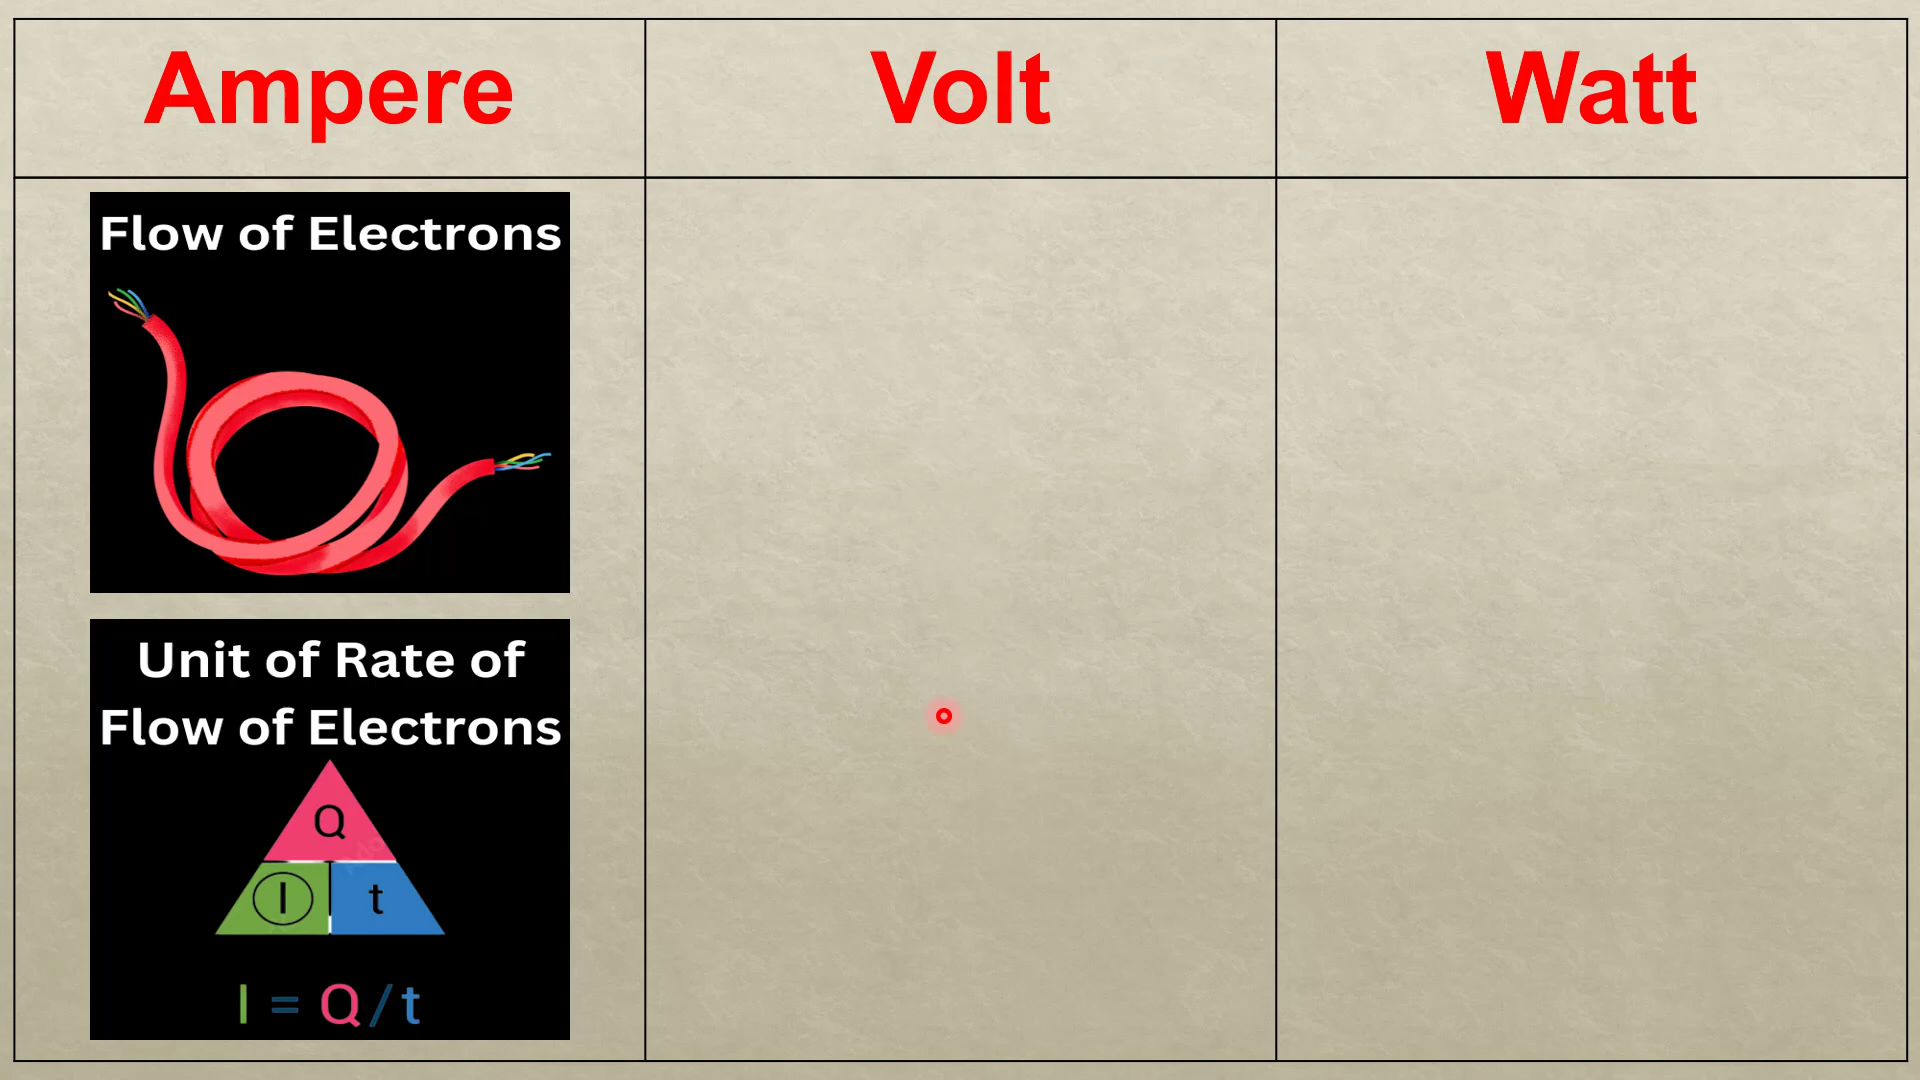 Ampere
Volt
Watt
Flow of Electrons
Unit of Rate of
Flow of Electrons
Q
I t
I = Q/t